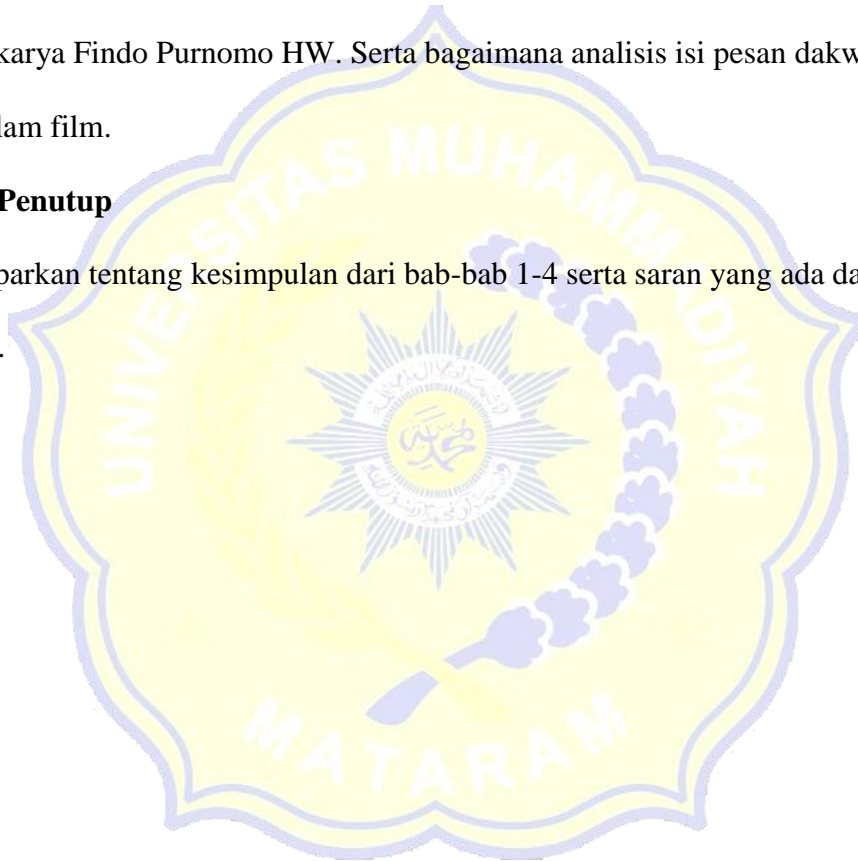 karya Findo Purnomo HW. Serta bagaimana analisis isi pesan dakw
lam film.
Penutup
parkan tentang kesimpulan dari bab-bab 1-4 serta saran yang ada da
.
UNIVERSITAS MUHAMMADIYAH
MATARAM